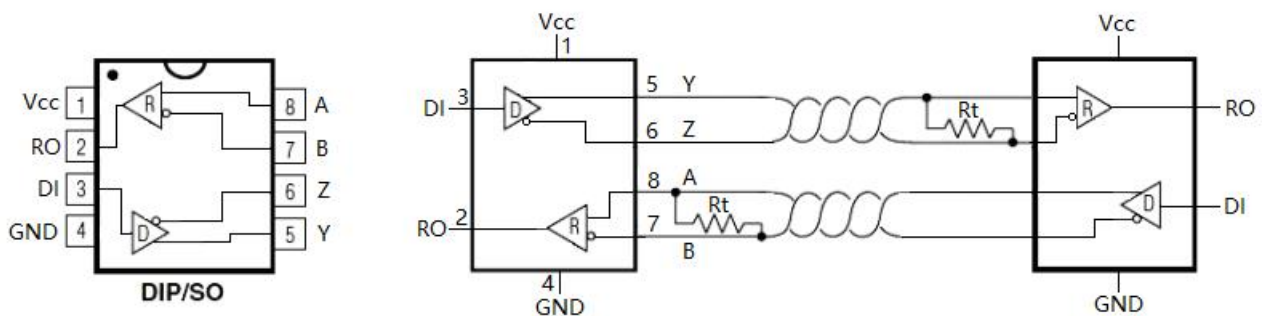 Vcc 1
RO 2
DI 3
GND 4
R
D
8 A
7 B
6 Z
5 Y
DIP/SO
Vcc
1
DI 3
D
5 Y
6 Z
Rt
R
RO
Vcc
8 A
Rt
7
B
RO 2
R
D
DI
4
GND
GND